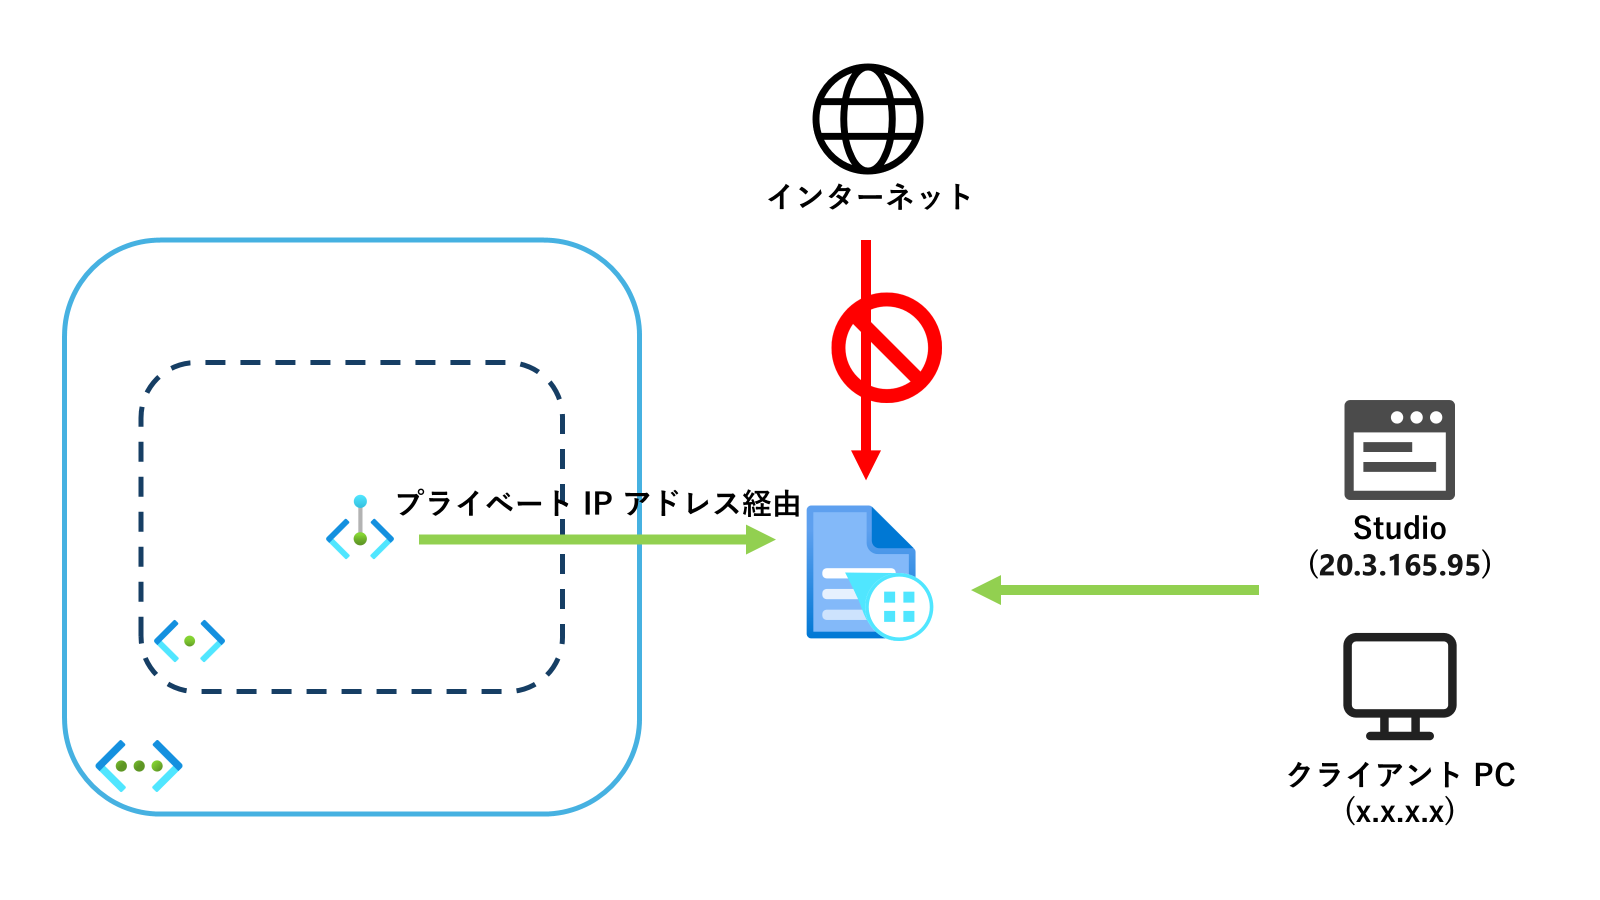 インターネット
プライベート IP アドレス経由
Studio
(20.3.165.95)
クライアント PC
(x.x.x.x)